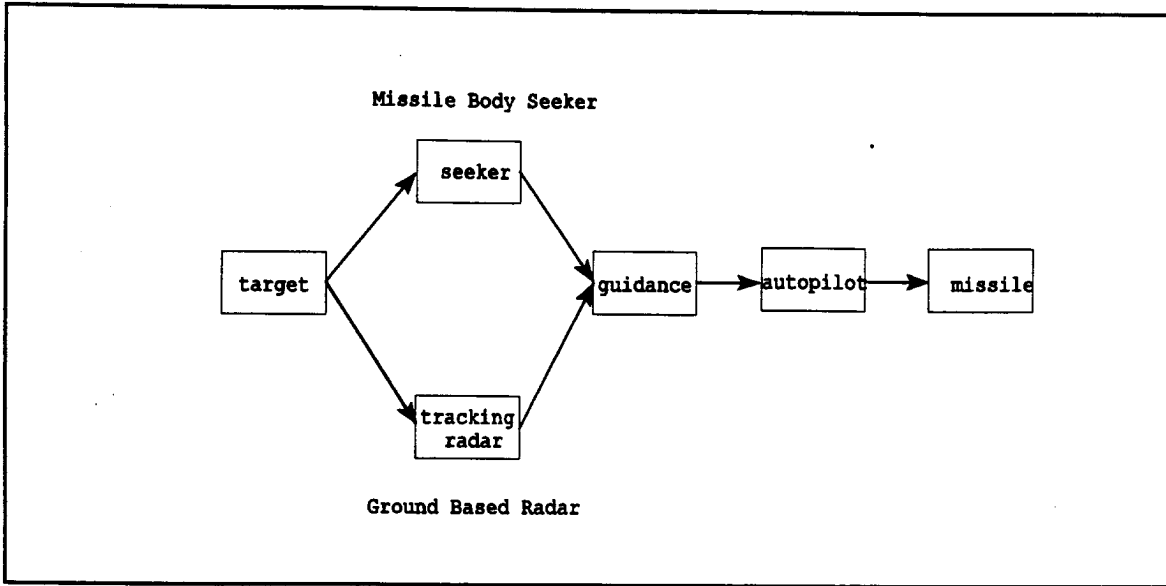 Missile Body Seeker
seeker
target
guidance
autopilot
missile
tracking
radar
Ground Based Radar